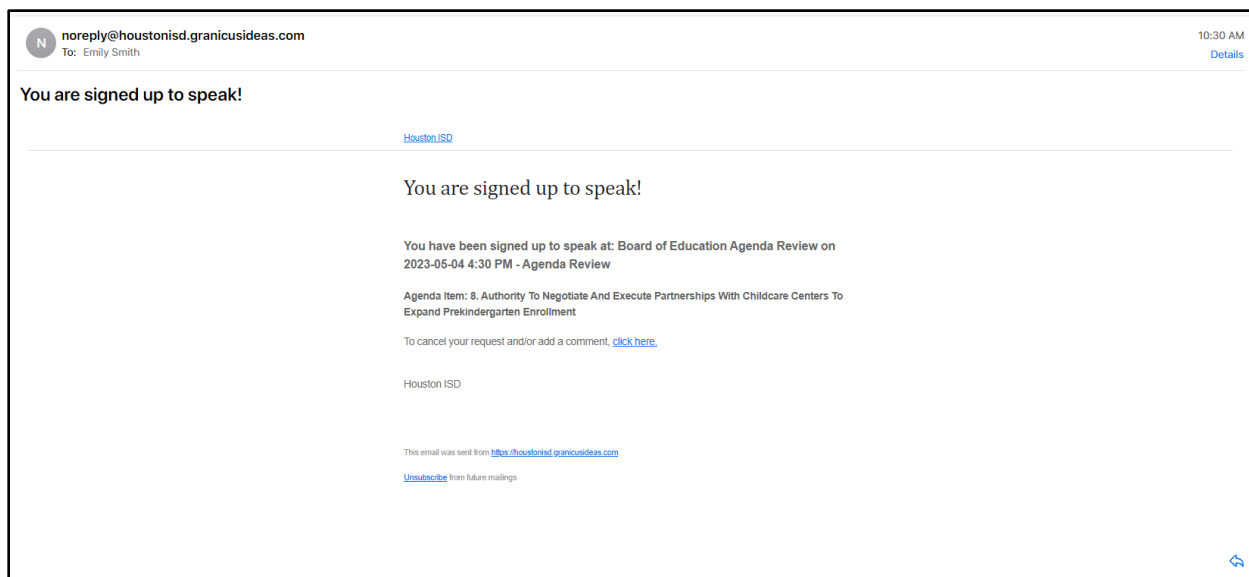 N
noreply@houstonisd.granicusideas.com
10:30 AM
To: Emily Smith
Details
You are signed up to speak!
Houston ISD
You are signed up to speak!
You have been signed up to speak at: Board of Education Agenda Review on
2023-05-04 4:30 PM - Agenda Review
Agenda Item: 8. Authority To Negotiate And Execute Partnerships With Childcare Centers To
Expand Prekindergarten Enrollment
To cancel your request and/or add a comment, click here.
Houston ISD
This email was sent from https://houstonisd.granicusideas.com.
Unsubscribe from future mailings